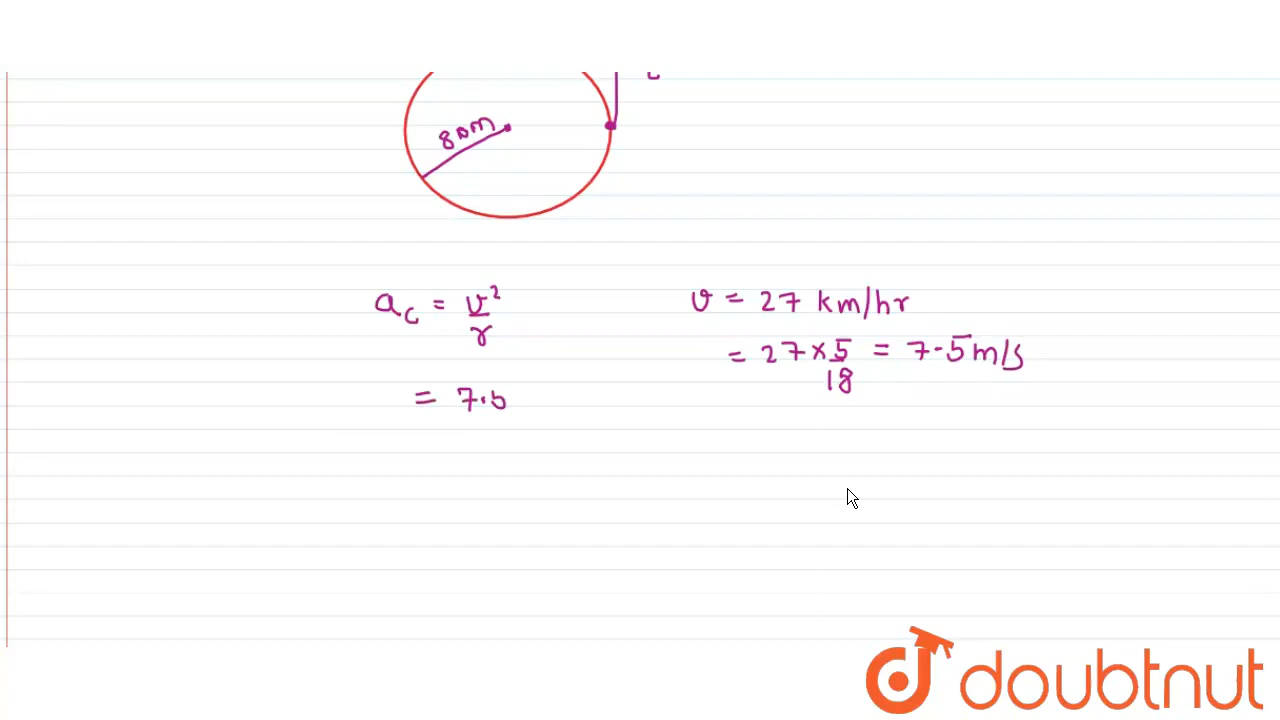 80m
a_c = v²/r
v = 27 km/hr
= 27 × 5/18 = 7.5 m/s
= 7.5
doubtnut